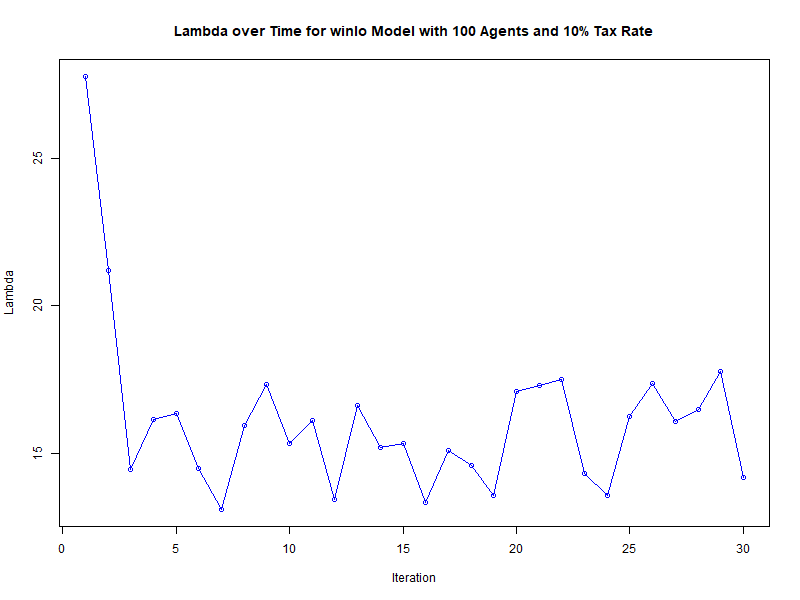 Lambda over Time for winlo Model with 100 Agents and 10% Tax Rate
25
20
15
Lambda
0 5 10 15 20 25 30
Iteration